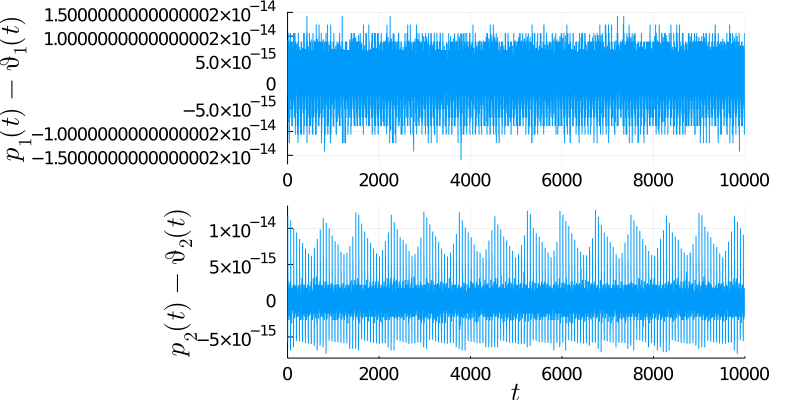 p₁(t) − ϑ₁(t)
1.5000000000000002×10⁻¹⁴
1.0000000000000002×10⁻¹⁴
5.0×10⁻¹⁵
0
−5.0×10⁻¹⁵
−1.0000000000000002×10⁻¹⁴
−1.5000000000000002×10⁻¹⁴
0 2000 4000 6000 8000 10000
p₂(t) − ϑ₂(t)
1×10⁻¹⁴
5×10⁻¹⁵
0
−5×10⁻¹⁵
0 2000 4000 6000 8000 10000
t